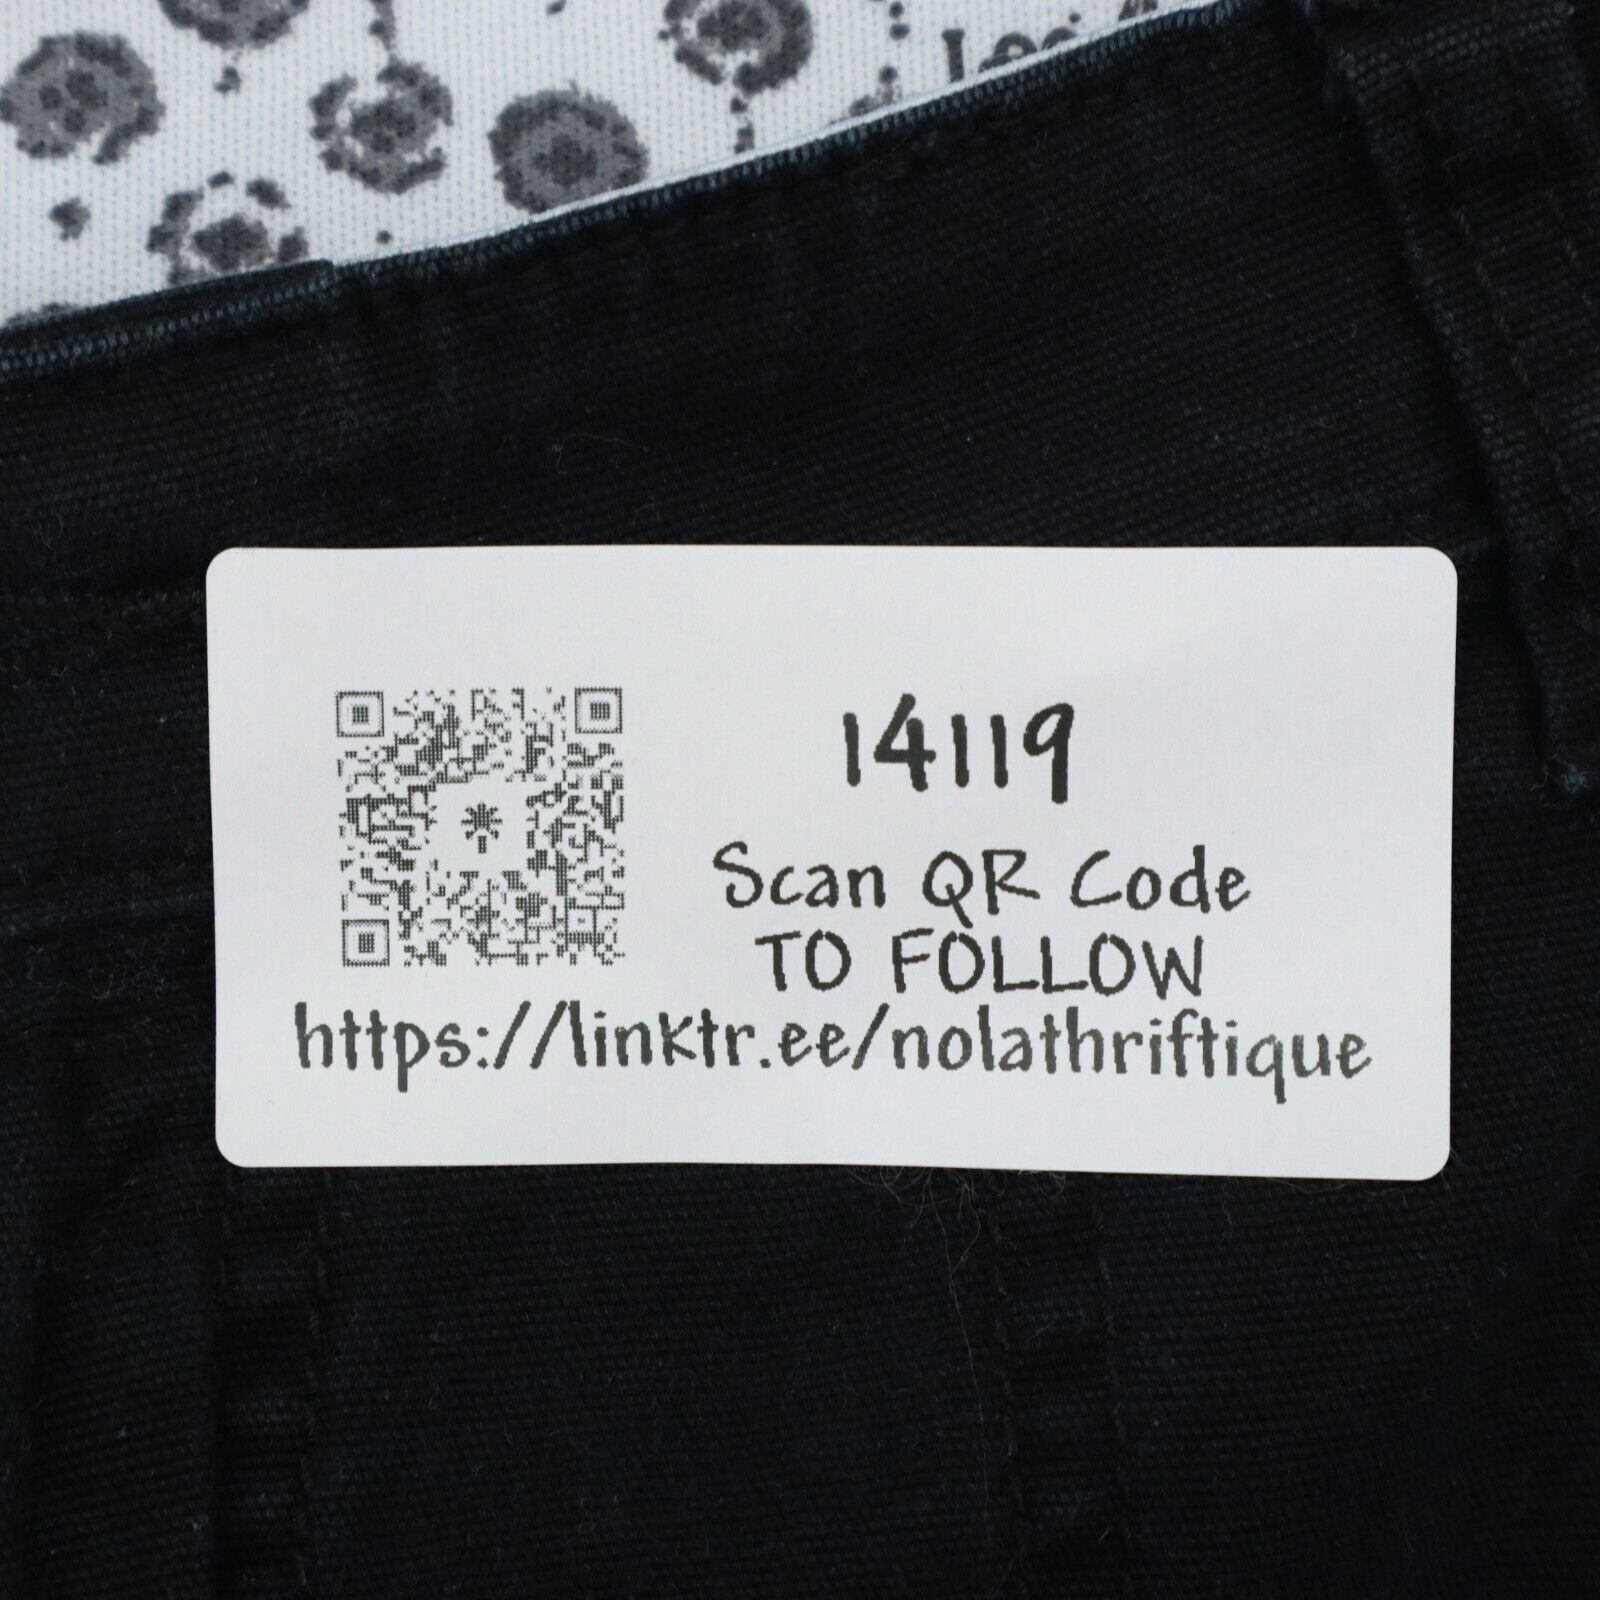 14119
Scan QR Code
TO FOLLOW
https://linktr.ee/nolathriftique